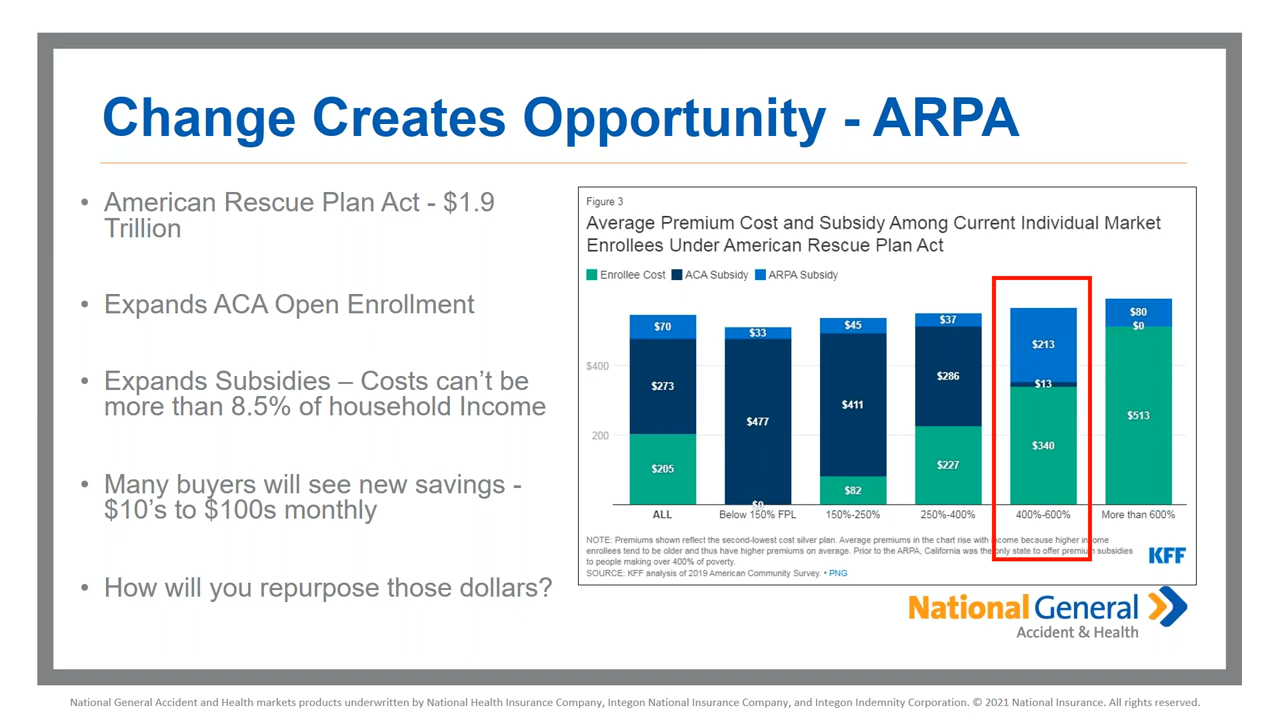 Change Creates Opportunity - ARPA
• American Rescue Plan Act - $1.9
Trillion
• Expands ACA Open Enrollment
• Expands Subsidies – Costs can’t be
more than 8.5% of household Income
• Many buyers will see new savings -
$10’s to $100s monthly
• How will you repurpose those dollars?
Figure 3
Average Premium Cost and Subsidy Among Current Individual Market
Enrollees Under American Rescue Plan Act
Enrollee Cost ACA Subsidy ARPA Subsidy
$400
200
$70
$273
$205
ALL
$33
$477
$0
Below 150% FPL
$45
$411
$82
150%-250%
$37
$286
$227
250%-400%
$213
$13
$340
400%-600%
$80
$0
$513
More than 600%
NOTE: Premiums shown reflect the second-lowest cost silver plan. Average premiums in the chart rise with income because higher income
enrollees tend to be older and thus have higher premiums on average. Prior to the ARPA, California was the only state to offer premium subsidies
to people making over 400% of poverty.
SOURCE: KFF analysis of 2019 American Community Survey. • PNG
KFF
National General
Accident & Health
National General Accident and Health markets products underwritten by National Health Insurance Company, Integon National Insurance Company, and Integon Indemnity Corporation. © 2021 National Insurance. All rights reserved.